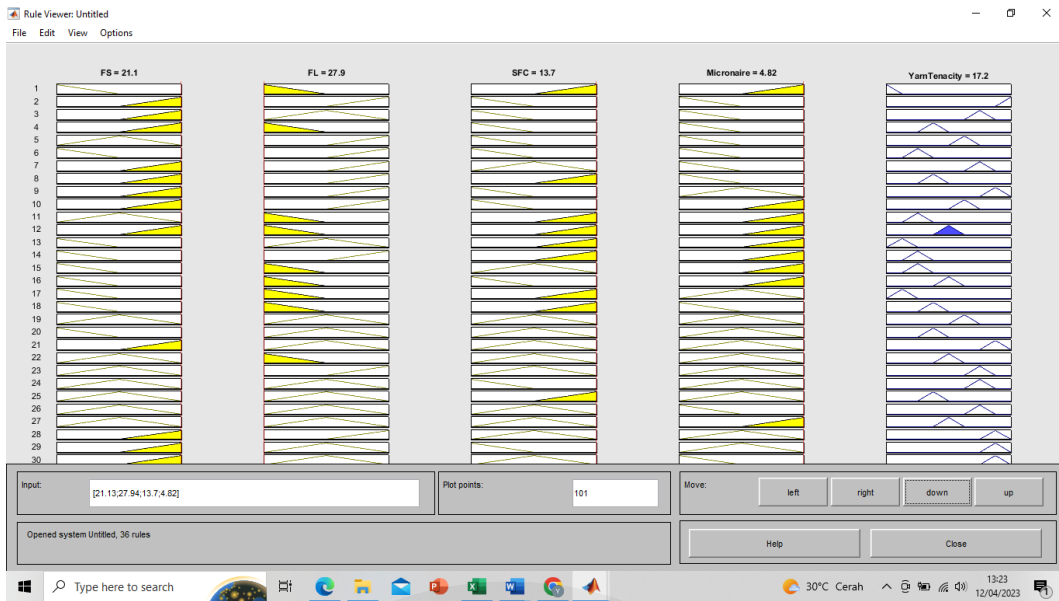 Rule Viewer: Untitled
File Edit View Options
FS = 21.1
FL = 27.9
SFC = 13.7
Micronaire = 4.82
YarnTenacity = 17.2
1
2
3
4
5
6
7
8
9
10
11
12
13
14
15
16
17
18
19
20
21
22
23
24
25
26
27
28
29
30
Input:
[21.13;27.94;13.7;4.82]
Plot points:
101
Move:
left
right
down
up
Opened system Untitled, 36 rules
Help
Close
Type here to search
30°C Cerah
13:23
12/04/2023